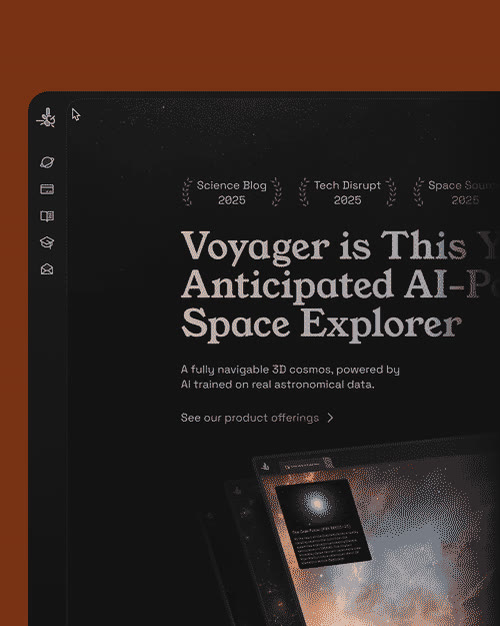 Science Blog
2025
Tech Disrupt
2025
Space
2025
Voyager is This Y
Anticipated AI-Po
Space Explorer
A fully navigable 3D cosmos, powered by
AI trained on real astronomical data.
See our product offerings